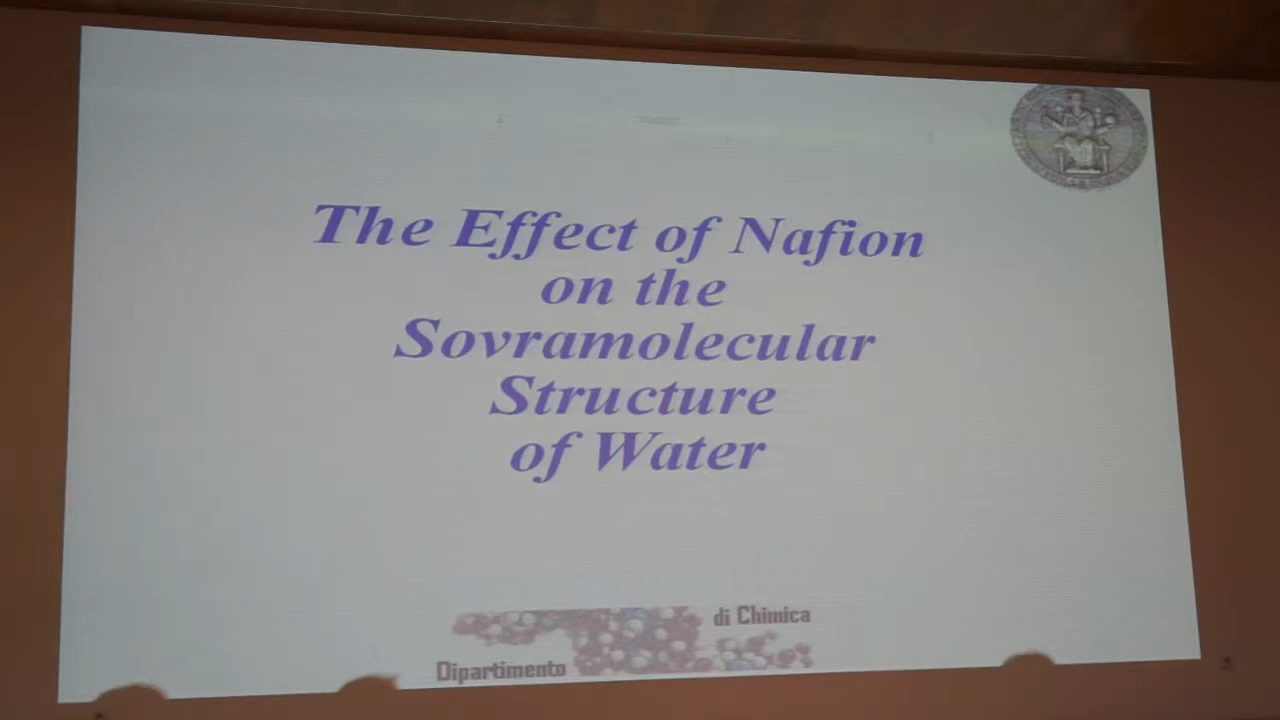 The Effect of Nafion
on the
Sovramolecular
Structure
of Water
di Chimica
Dipartimento